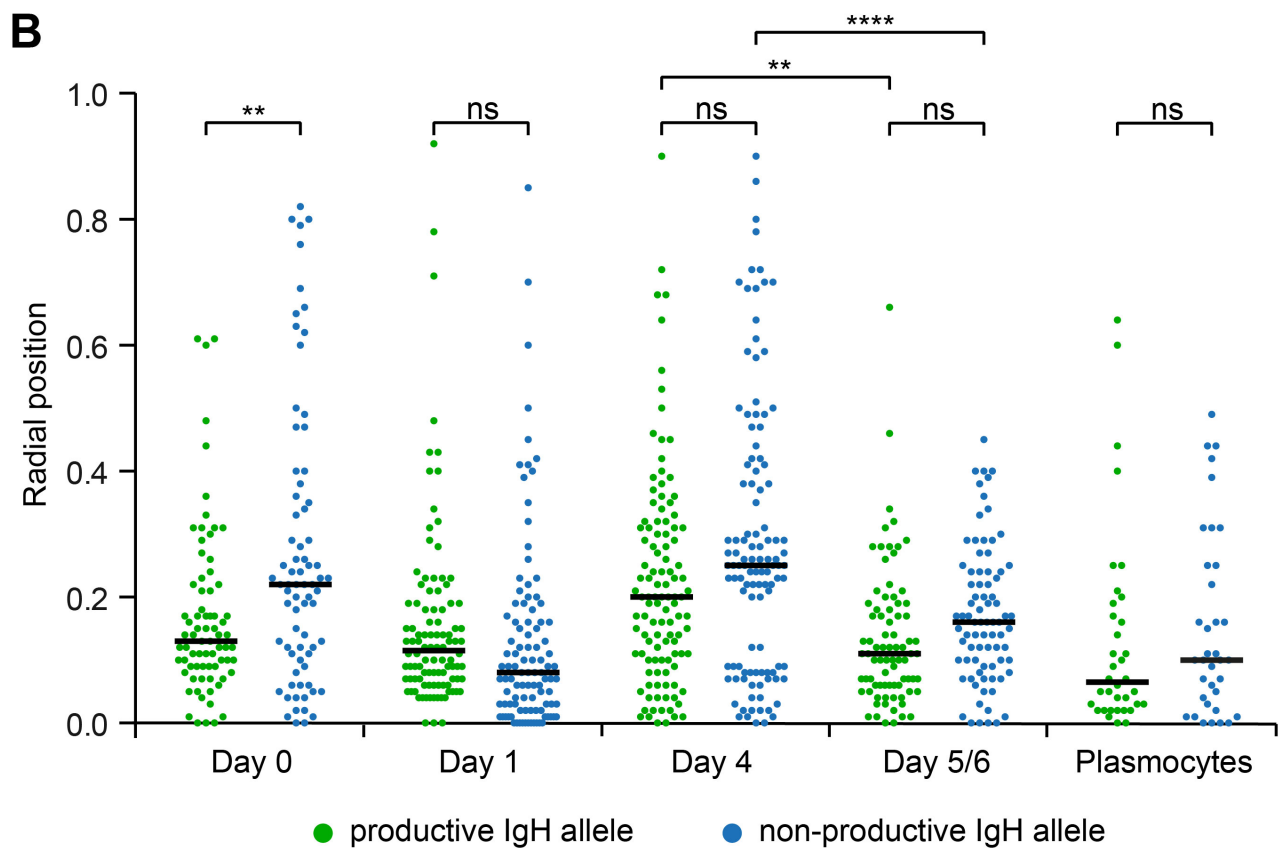 B
****
**
** ns ns ns ns
1.0
0.8
0.6
0.4
0.2
0.0
Radial position
Day 0 Day 1 Day 4 Day 5/6 Plasmocytes
productive IgH allele non-productive IgH allele